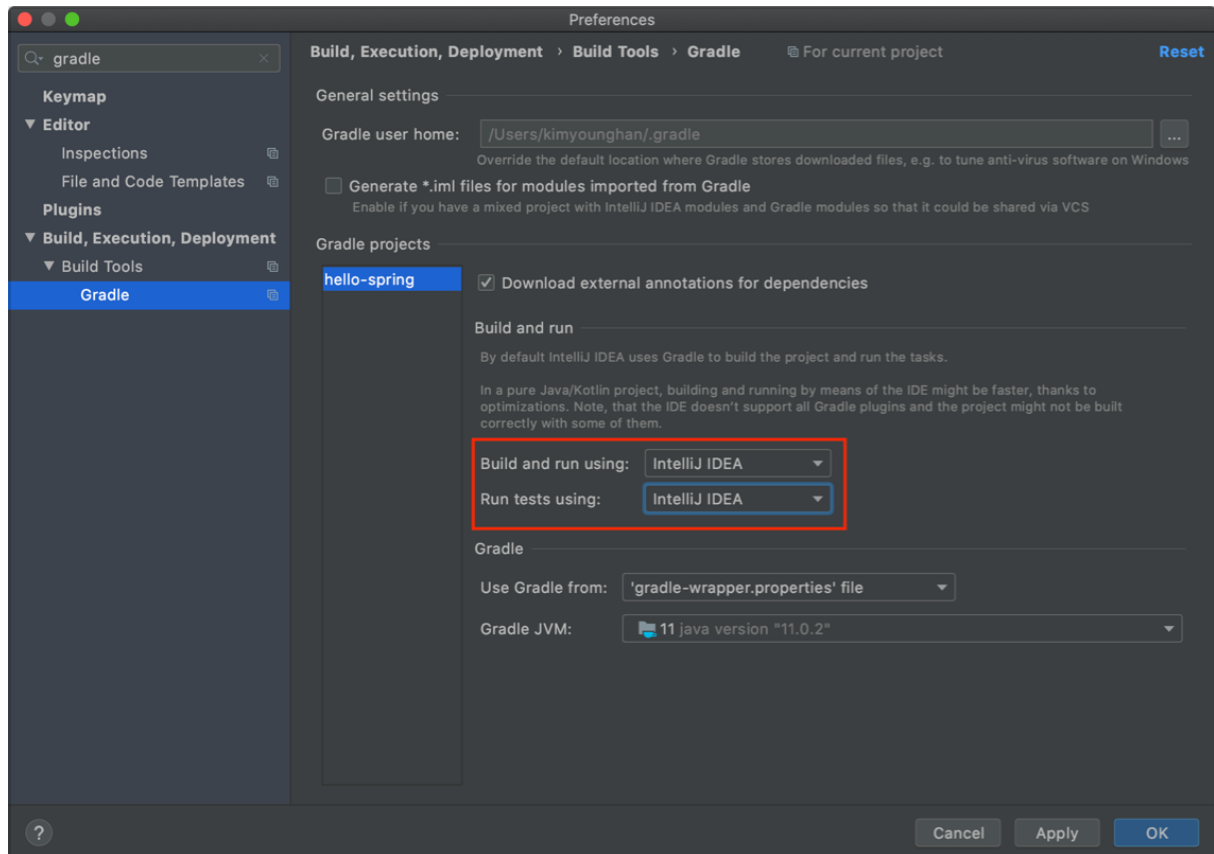 Preferences
gradle
Keymap
Editor
Inspections
File and Code Templates
Plugins
Build, Execution, Deployment
Build Tools
Gradle
Build, Execution, Deployment › Build Tools › Gradle For current project Reset
General settings
Gradle user home: /Users/kimyounghan/.gradle ...
Override the default location where Gradle stores downloaded files, e.g. to tune anti-virus software on Windows
Generate *.iml files for modules imported from Gradle
Enable if you have a mixed project with IntelliJ IDEA modules and Gradle modules so that it could be shared via VCS
Gradle projects
hello-spring
Download external annotations for dependencies
Build and run
By default IntelliJ IDEA uses Gradle to build the project and run the tasks.
In a pure Java/Kotlin project, building and running by means of the IDE might be faster, thanks to
optimizations. Note, that the IDE doesn't support all Gradle plugins and the project might not be built
correctly with some of them.
Build and run using: IntelliJ IDEA
Run tests using: IntelliJ IDEA
Gradle
Use Gradle from: 'gradle-wrapper.properties' file
Gradle JVM: 11 java version "11.0.2"
? Cancel Apply OK